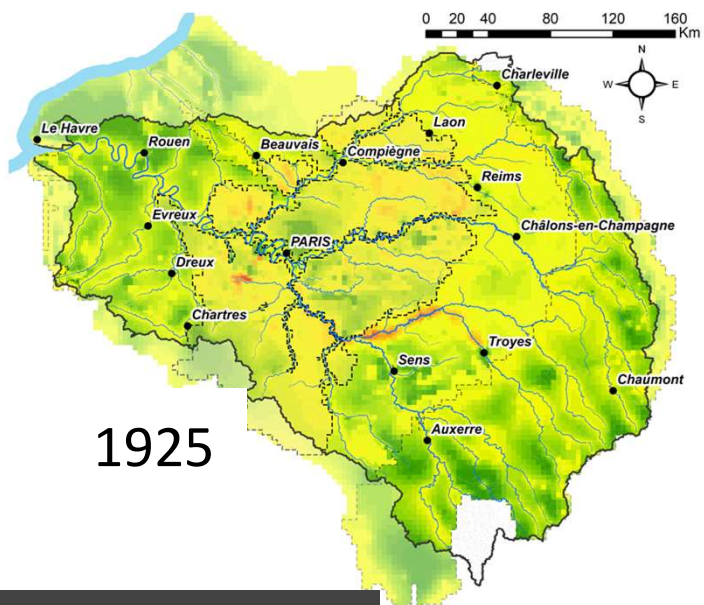 0 20 40 80 120 160
Km
N
W E
S
Charleville
Le Havre
Laon
Rouen
Beauvais
Compiègne
Reims
Evreux
Châlons-en-Champagne
PARIS
Dreux
Chartres
Troyes
Sens
Chaumont
1925
Auxerre